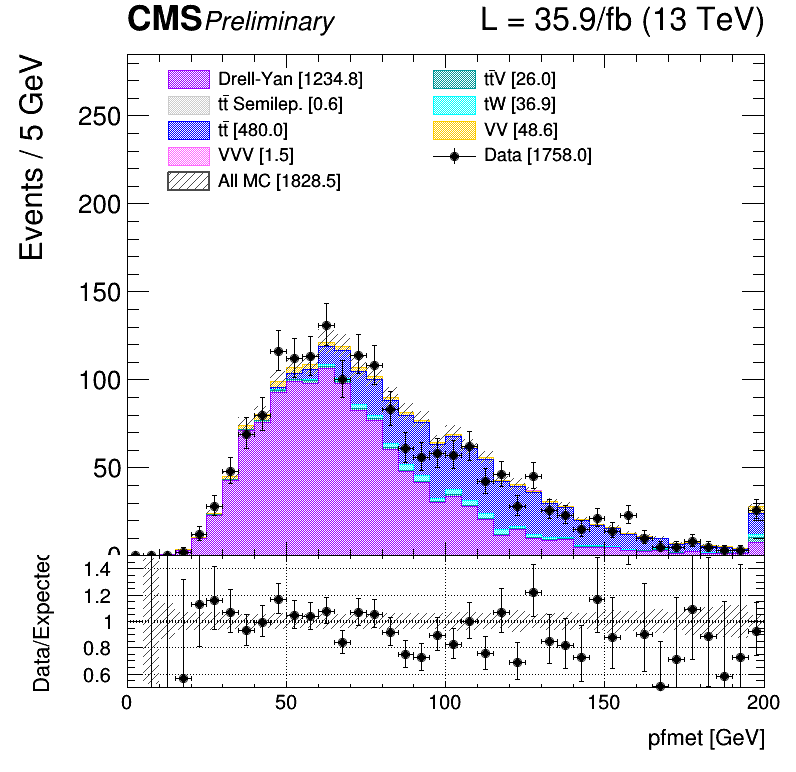 CMS Preliminary L = 35.9/fb (13 TeV)
Events / 5 GeV
Drell-Yan [1234.8]
tt̄ Semilep. [0.6]
tt̄ [480.0]
VVV [1.5]
All MC [1828.5]
tt̄V [26.0]
tW [36.9]
VV [48.6]
Data [1758.0]
250
200
150
100
50
0
Data/Expected
1.4
1.2
1
0.8
0.6
0 50 100 150 200
pfmet [GeV]